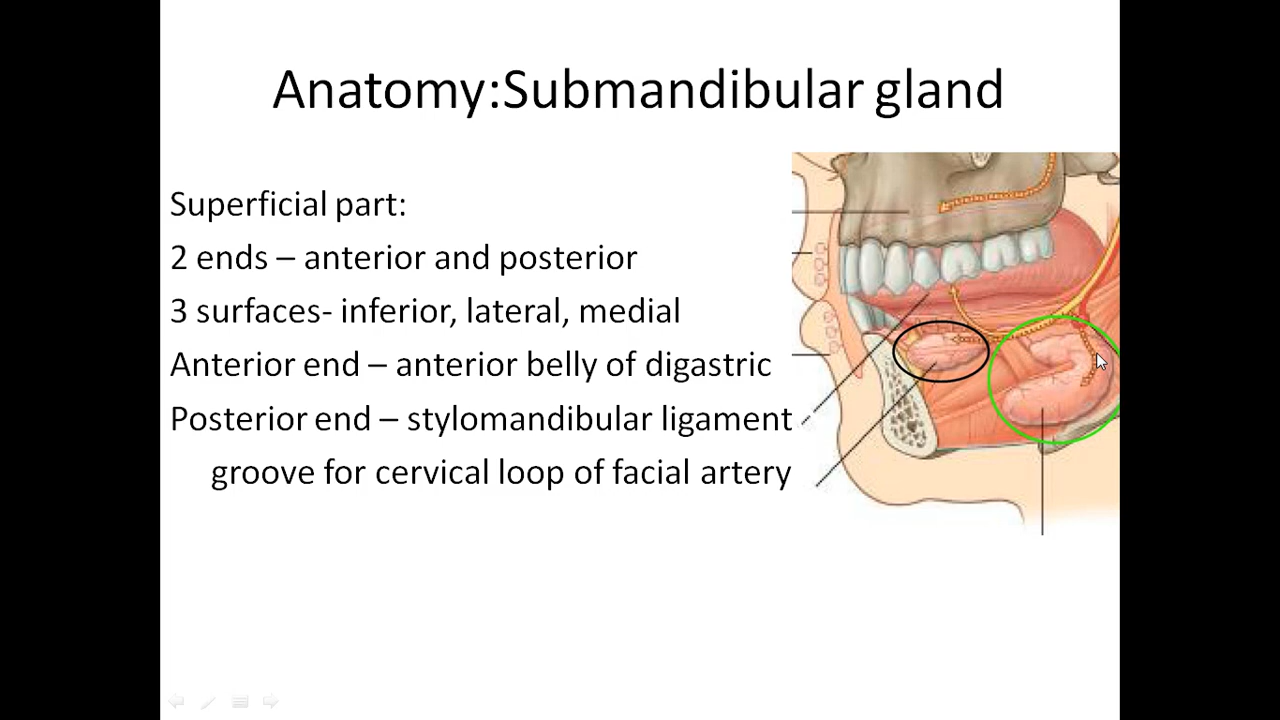 Anatomy:Submandibular gland
Superficial part:
2 ends – anterior and posterior
3 surfaces- inferior, lateral, medial
Anterior end – anterior belly of digastric
Posterior end – stylomandibular ligament
groove for cervical loop of facial artery